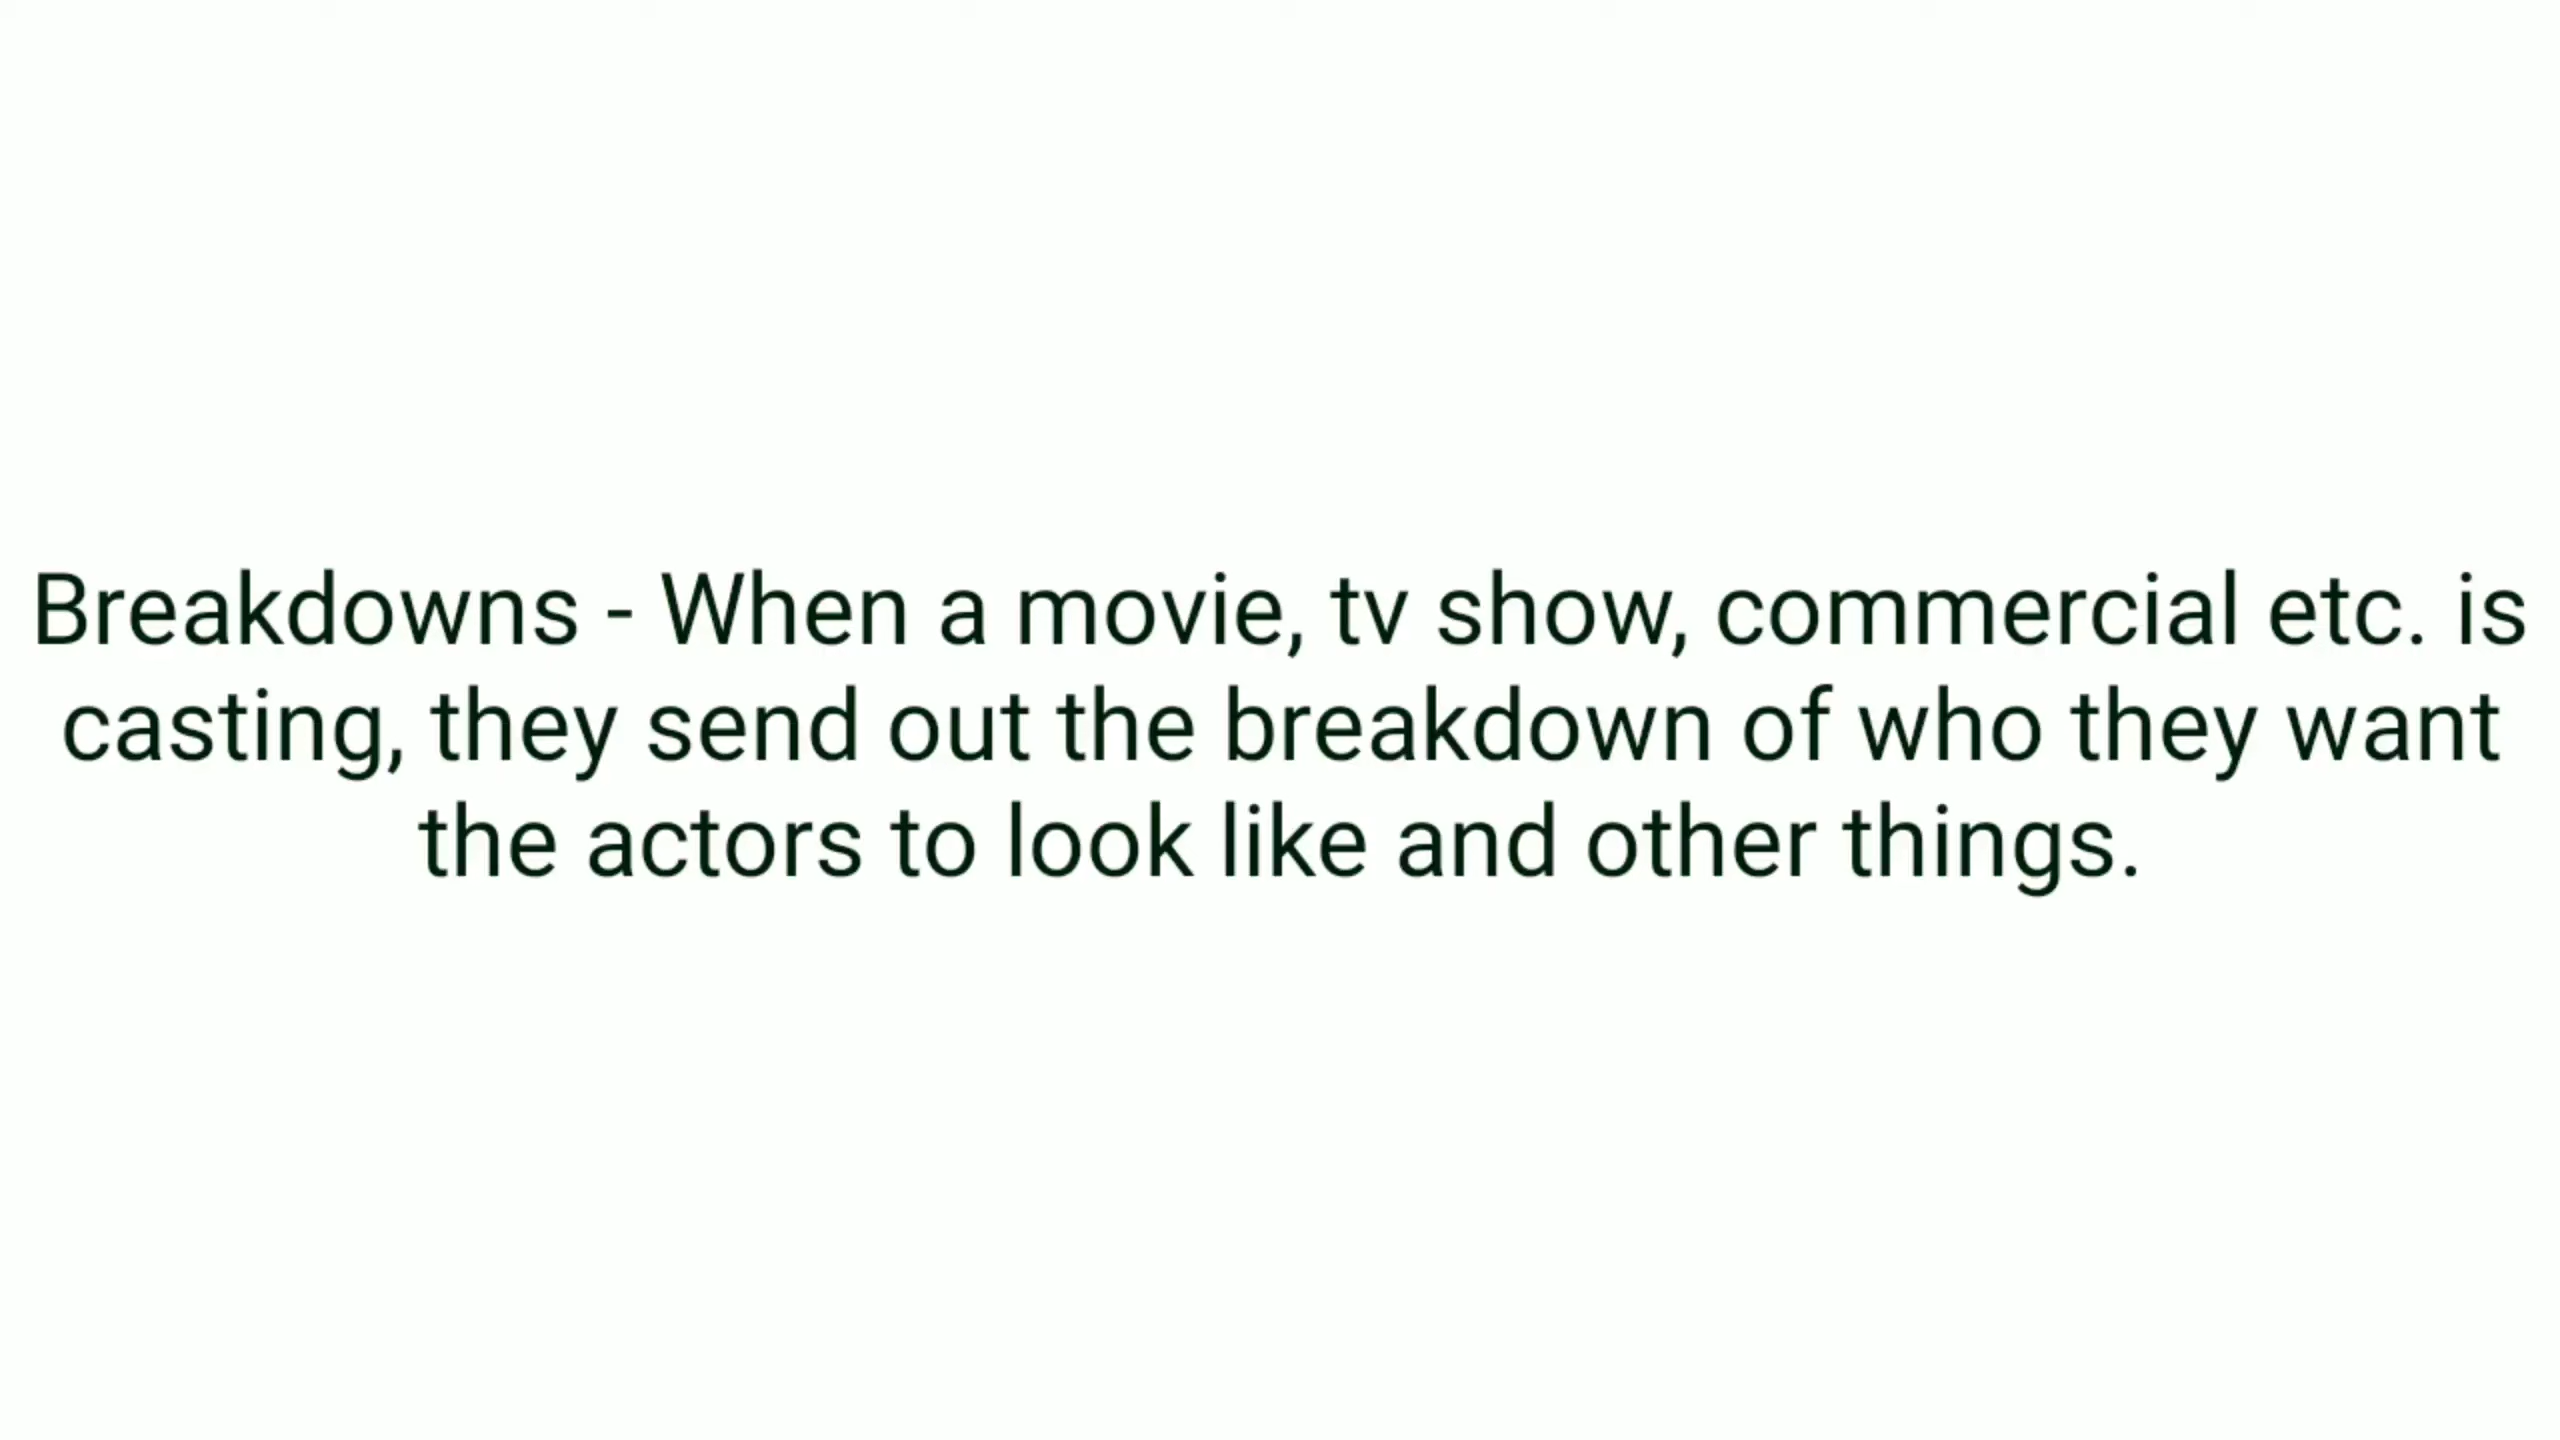 Breakdowns - When a movie, tv show, commercial etc. is
casting, they send out the breakdown of who they want
the actors to look like and other things.